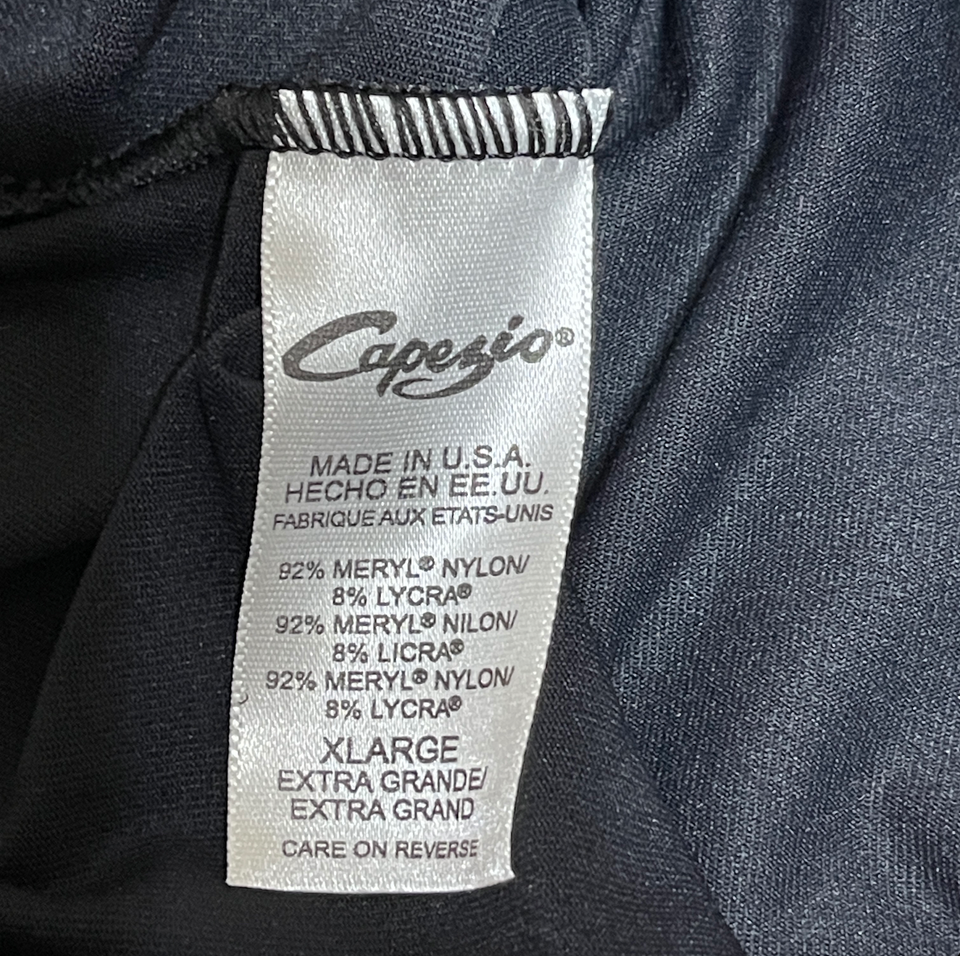 Capezio®
MADE IN U.S.A.
HECHO EN EE.UU.
FABRIQUE AUX ETATS-UNIS
92% MERYL® NYLON/
8% LYCRA®
92% MERYL® NILON/
8% LICRA®
92% MERYL® NYLON/
8% LYCRA®
XLARGE
EXTRA GRANDE/
EXTRA GRAND
CARE ON REVERSE